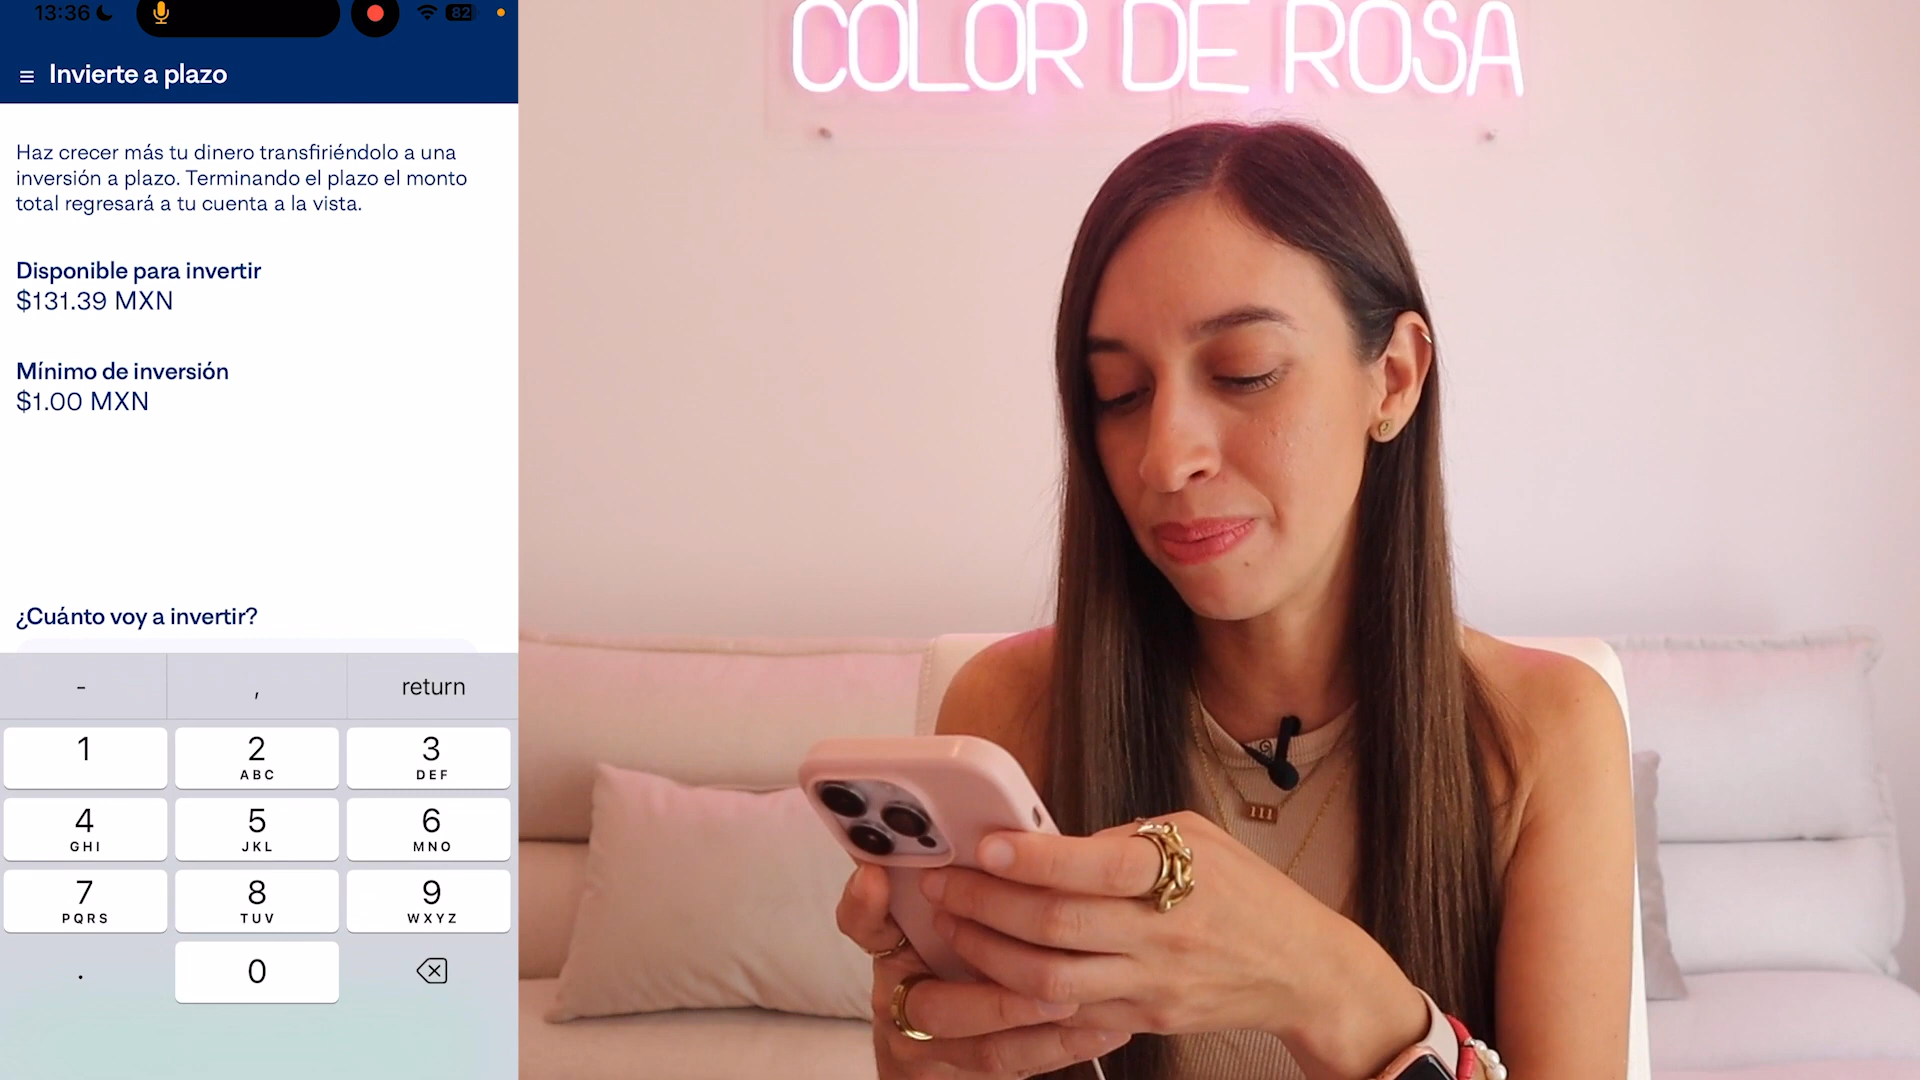 13:36
82
Invierte a plazo
Haz crecer más tu dinero transfiriéndolo a una
inversión a plazo. Terminando el plazo el monto
total regresará a tu cuenta a la vista.
Disponible para invertir
$131.39 MXN
Mínimo de inversión
$1.00 MXN
¿Cuánto voy a invertir?
- , return
1 2 3
ABC DEF
4 5 6
GHI JKL MNO
7 8 9
PQRS TUV WXYZ
. 0
COLOR DE ROSA
111